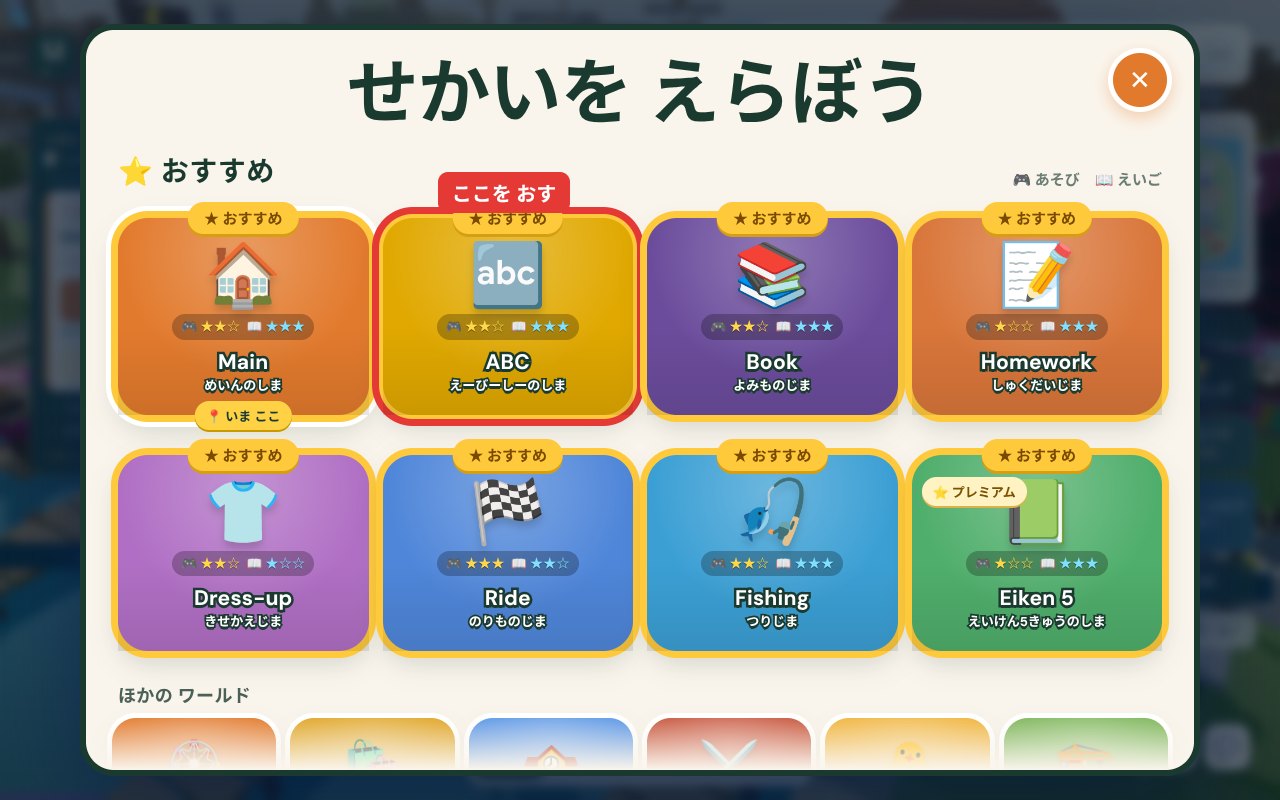 せかいを えらぼう
×
⭐ おすすめ
🎮 あそび 📖 えいご
ここを おす
★ おすすめ
★ おすすめ
★ おすすめ
★ おすすめ
abc
🎮 ★★☆ 📖 ★★★
🎮 ★★☆ 📖 ★★★
🎮 ★★☆ 📖 ★★★
🎮 ★☆☆ 📖 ★★★
Main
めいんのしま
ABC
えーびーしーのしま
Book
よみものじま
Homework
しゅくだいじま
📍 いま ここ
★ おすすめ
★ おすすめ
★ おすすめ
★ おすすめ
⭐ プレミアム
🎮 ★★☆ 📖 ★☆☆
🎮 ★★★ 📖 ★★☆
🎮 ★★☆ 📖 ★★★
🎮 ★☆☆ 📖 ★★★
Dress-up
きせかえじま
Ride
のりものじま
Fishing
つりじま
Eiken 5
えいけん5きゅうのしま
ほかの ワールド